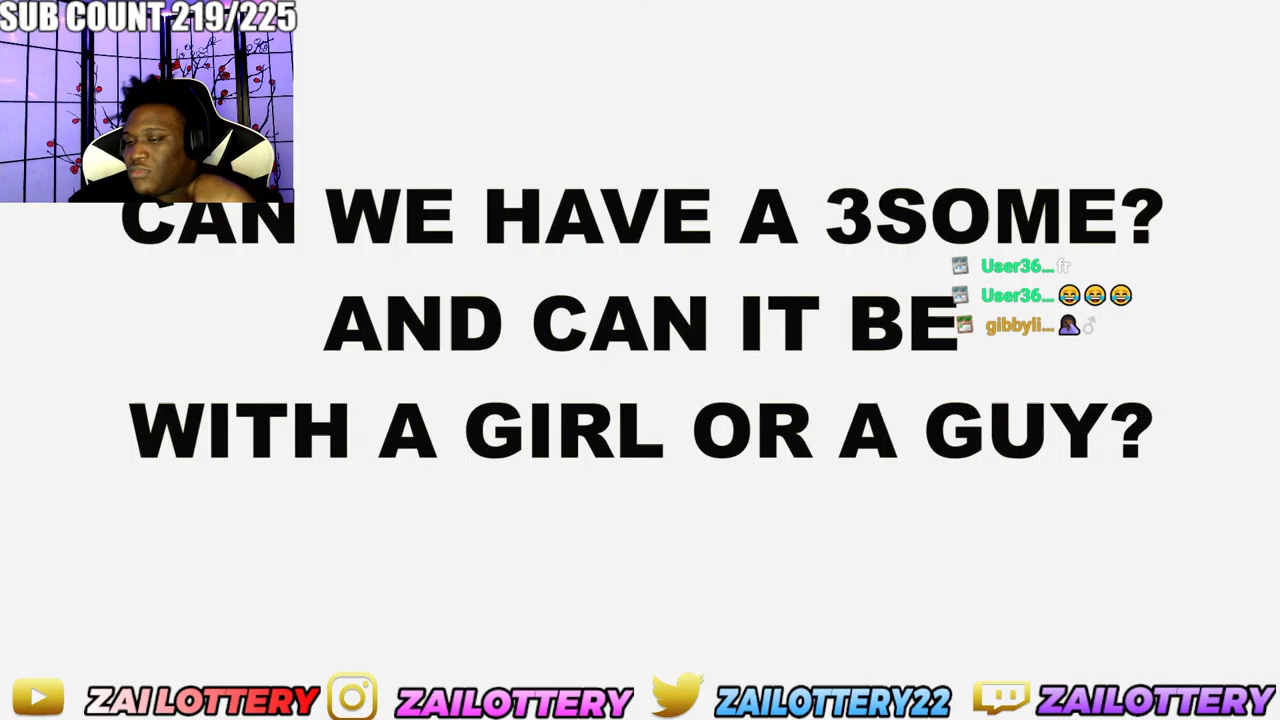 SUB COUNT 219/225
CAN WE HAVE A 3SOME?
User36... fr
User36... 😂😂😂
AND CAN IT BE
gibbyli... 🤦🏿‍♂
WITH A GIRL OR A GUY?
ZAILOTTERY
ZAILOTTERY
ZAILOTTERY22
ZAILOTTERY